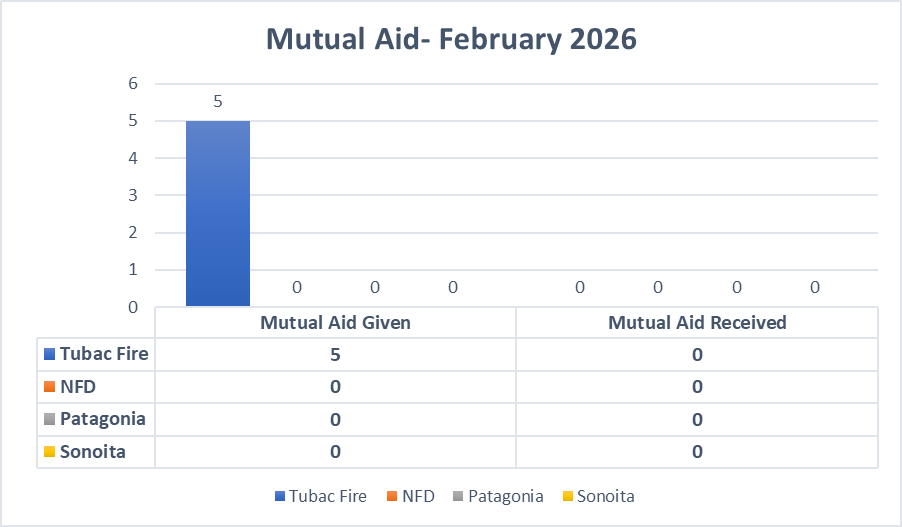 Mutual Aid- February 2026
6
5
5
4
3
2
1
0 0 0 0 0 0 0
0
Mutual Aid Given Mutual Aid Received
Tubac Fire 5 0
NFD 0 0
Patagonia 0 0
Sonoita 0 0
Tubac Fire NFD Patagonia Sonoita